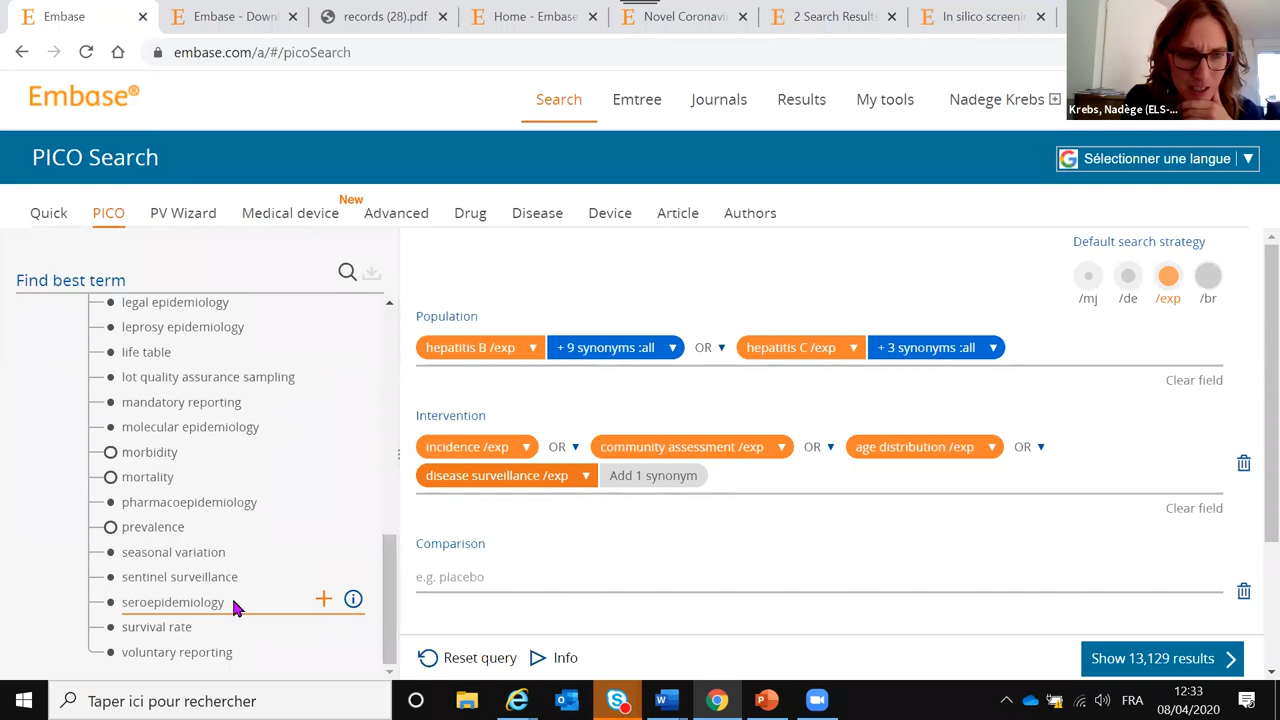 Embase
Embase - Down
records (28).pdf
Home - Embase
Novel Coronavi
2 Search Results
In silico screenin
embase.com/a/#/picoSearch
Krebs, Nadège (ELS-...
Embase®
Search
Emtree
Journals
Results
My tools
Nadege Krebs
PICO Search
G Sélectionner une langue ▼
New
Quick
PICO
PV Wizard
Medical device
Advanced
Drug
Disease
Device
Article
Authors
Find best term
legal epidemiology
leprosy epidemiology
life table
lot quality assurance sampling
mandatory reporting
molecular epidemiology
morbidity
mortality
pharmacoepidemiology
prevalence
seasonal variation
sentinel surveillance
seroepidemiology
survival rate
voluntary reporting
Default search strategy
/mj /de /exp /br
Population
hepatitis B /exp + 9 synonyms :all OR hepatitis C /exp + 3 synonyms :all
Clear field
Intervention
incidence /exp OR community assessment /exp OR age distribution /exp OR
disease surveillance /exp Add 1 synonym
Clear field
Comparison
e.g. placebo
Reset query
Info
Show 13,129 results
Taper ici pour rechercher
FRA
12:33
08/04/2020